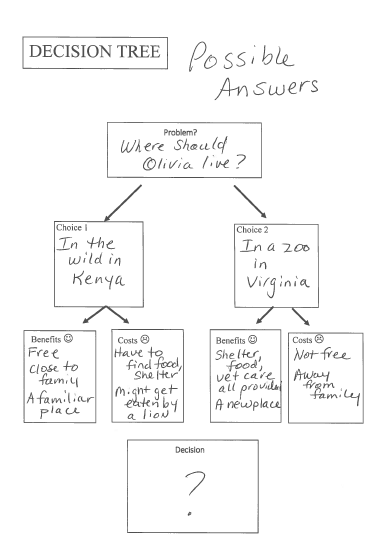 DECISION TREE
Possible
Answers
Problem?
Where Should
Olivia live?
Choice 1
In the
wild in
Kenya
Choice 2
In a zoo
in
Virginia
Benefits ☺
Free
close to
family
A familiar
place
Costs ☹
Have to
find food,
shelter
Might get
eaten by
a lion
Benefits ☺
Shelter,
food,
vet care
all provided
A new place
Costs ☹
Not free
Away
from
family
Decision
?